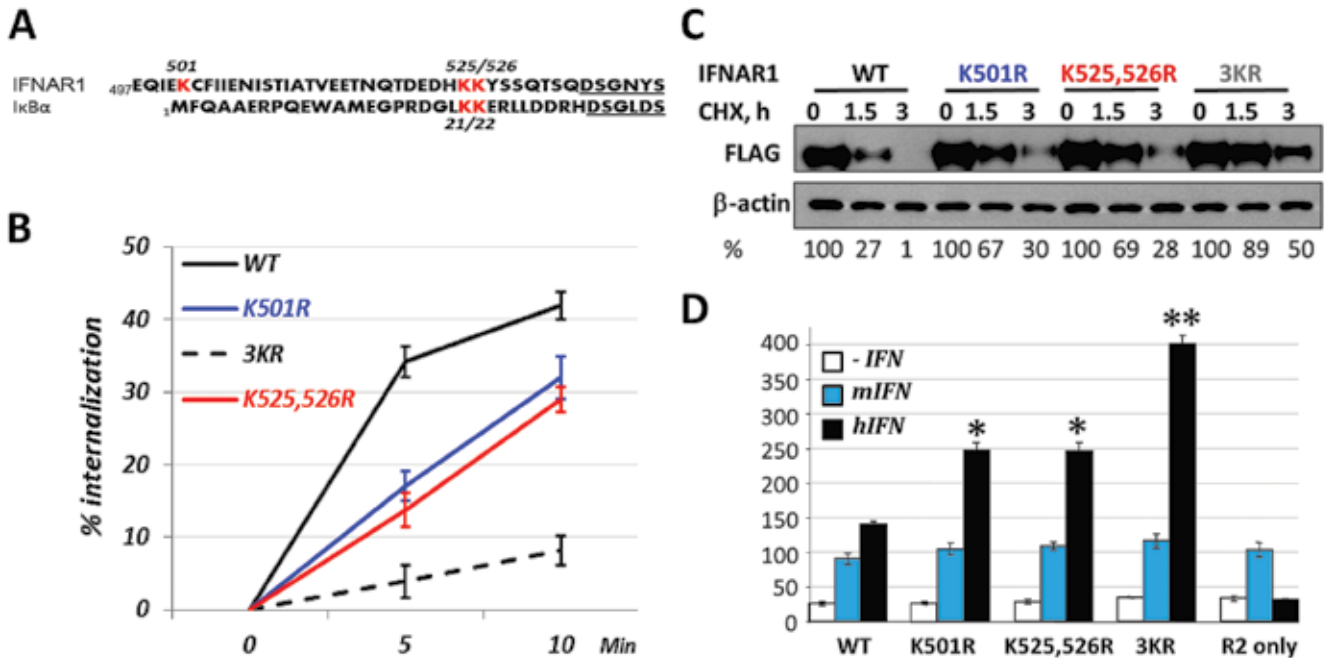 A
501 525/526
IFNAR1 497EQIEKCFIIENISTIATVEETNQTDEDHKKYSSQTSQDSGNYS
IκBα 1MFQAAERPQEWAMEGPRDGLKKERLLDDRHDSGLDS
21/22
B
% internalization
50
40
30
20
10
0
WT
K501R
3KR
K525,526R
0 5 10 Min
C
IFNAR1 WT K501R K525,526R 3KR
CHX, h 0 1.5 3 0 1.5 3 0 1.5 3 0 1.5 3
FLAG
β-actin
% 100 27 1 100 67 30 100 69 28 100 89 50
D
400
350
300
250
200
150
100
50
0
- IFN
mIFN
hIFN
* * **
WT K501R K525,526R 3KR R2 only